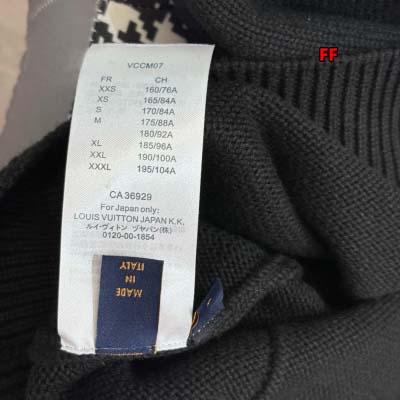 FF
VCCM07
FR CH
XXS 160/76A
XS 165/84A
S 170/84A
M 175/88A
180/92A
XL 185/96A
XXL 190/100A
XXXL 195/104A
CA 36929
For Japan only:
LOUIS VUITTON JAPAN K.K.
ルイ・ヴィトン ジャパン(株)
0120-00-1854
MADE
IN
ITALY